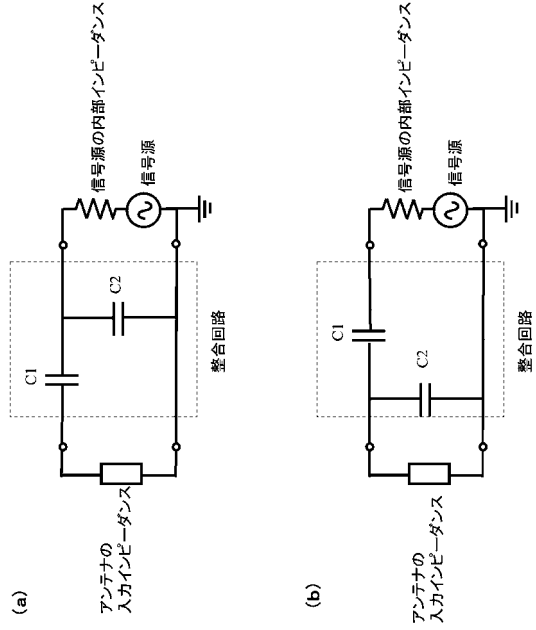 (a)
アンテナの
入力インピーダンス
C1
C2
整合回路
信号源の内部インピーダンス
信号源
(b)
アンテナの
入力インピーダンス
C1
C2
整合回路
信号源の内部インピーダンス
信号源